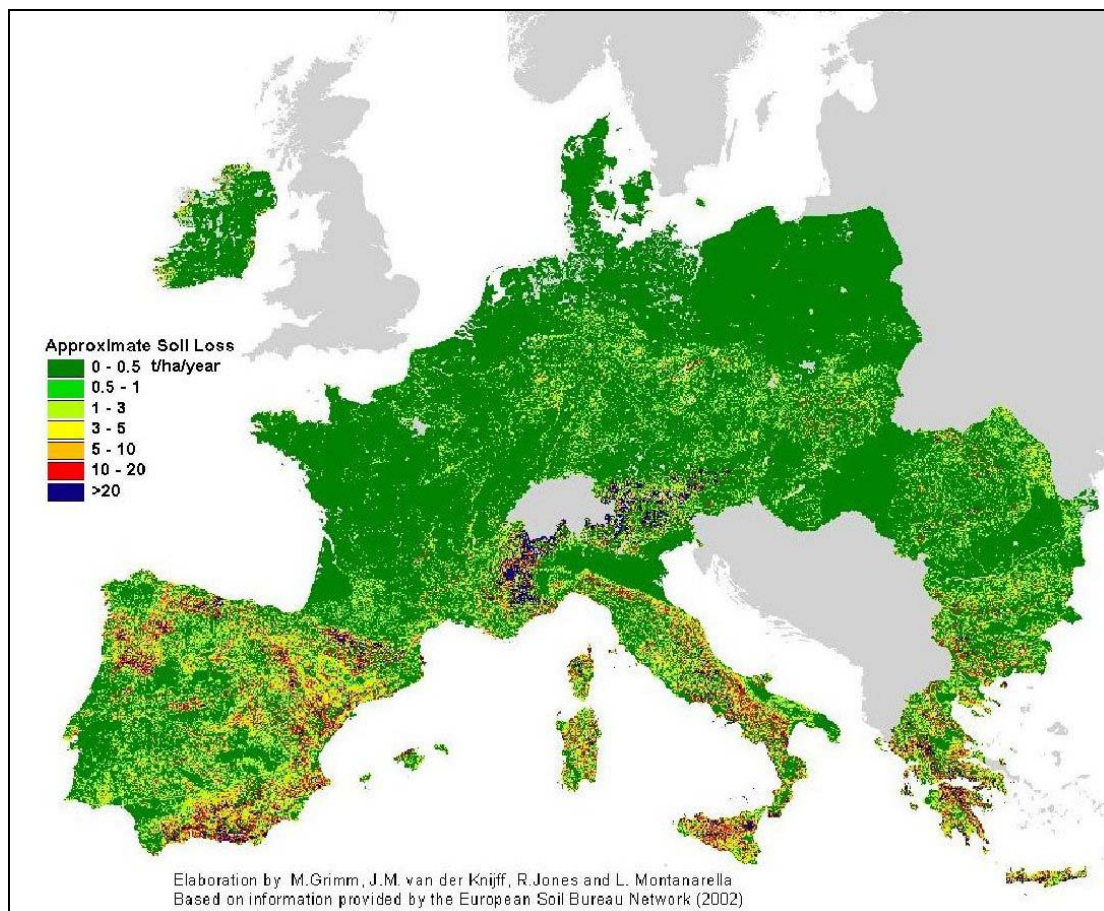 Approximate Soil Loss
0 - 0.5 t/ha/year
0.5 - 1
1 - 3
3 - 5
5 - 10
10 - 20
>20
Elaboration by M.Grimm, J.M. van der Knijff, R.Jones and L. Montanarella
Based on information provided by the European Soil Bureau Network (2002)